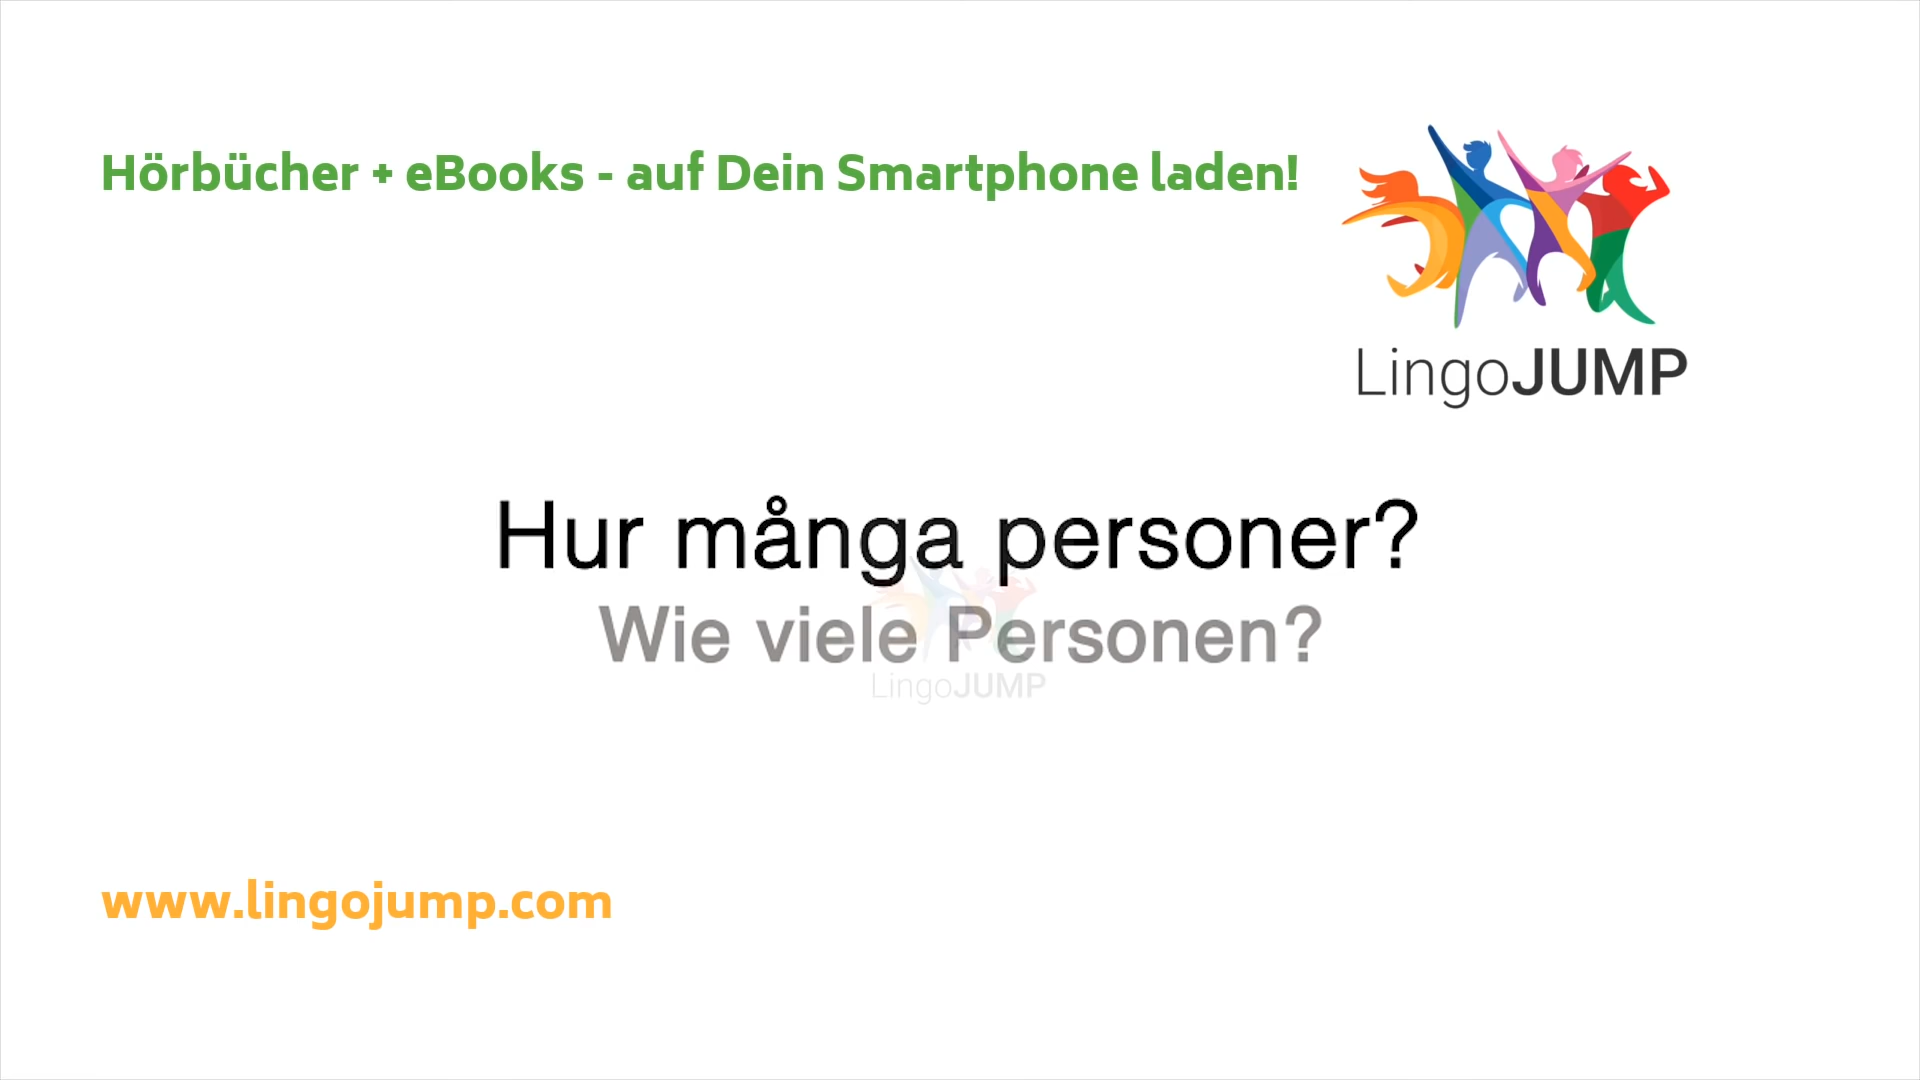 Hörbücher + eBooks - auf Dein Smartphone laden!
LingoJUMP
Hur många personer?
Wie viele Personen?
LingoJUMP
www.lingojump.com